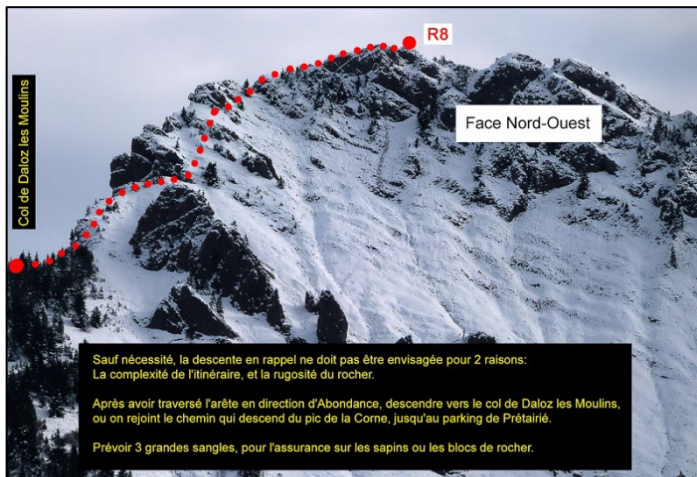 R8
Face Nord-Ouest
Col de Daloz les Moulins
Sauf nécessité, la descente en rappel ne doit pas être envisagée pour 2 raisons:
La complexité de l'itinéraire, et la rugosité du rocher.
Après avoir traversé l'arête en direction d'Abondance, descendre vers le col de Daloz les Moulins,
ou on rejoint le chemin qui descend du pic de la Corne, jusqu'au parking de Prétairié.
Prévoir 3 grandes sangles, pour l'assurance sur les sapins ou les blocs de rocher.